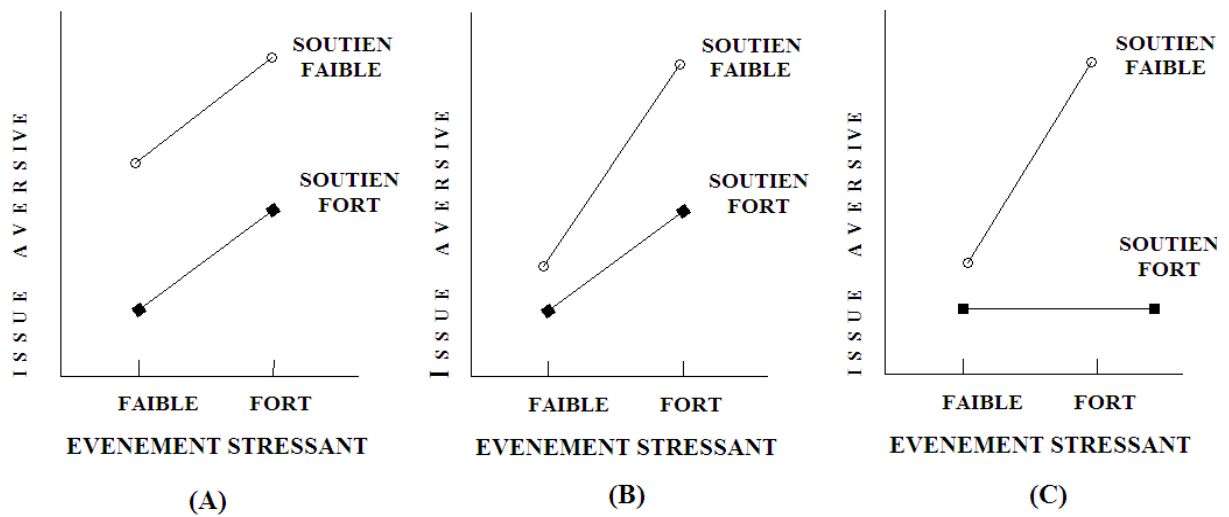 ISSUE AVERSIVE
SOUTIEN
FAIBLE
SOUTIEN
FORT
FAIBLE FORT
EVENEMENT STRESSANT
(A)
ISSUE AVERSIVE
SOUTIEN
FAIBLE
SOUTIEN
FORT
FAIBLE FORT
EVENEMENT STRESSANT
(B)
ISSUE AVERSIVE
SOUTIEN
FAIBLE
SOUTIEN
FORT
FAIBLE FORT
EVENEMENT STRESSANT
(C)